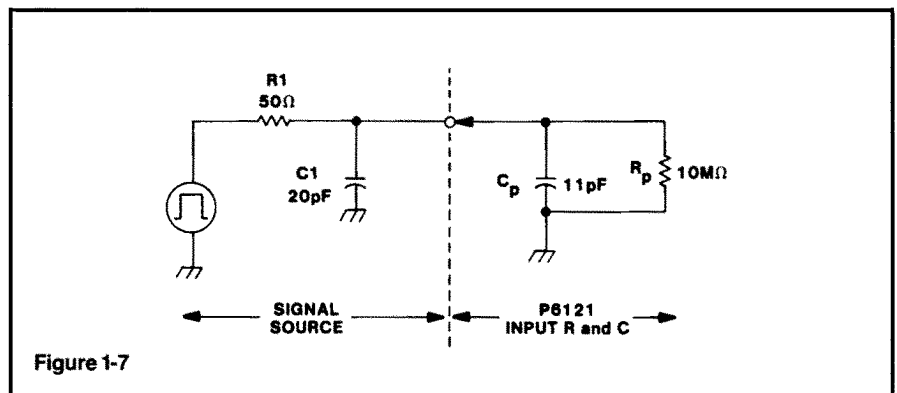 R1
50Ω
C1
20pF
Cp
11pF
Rp
10MΩ
SIGNAL
SOURCE
P6121
INPUT R and C
Figure 1-7